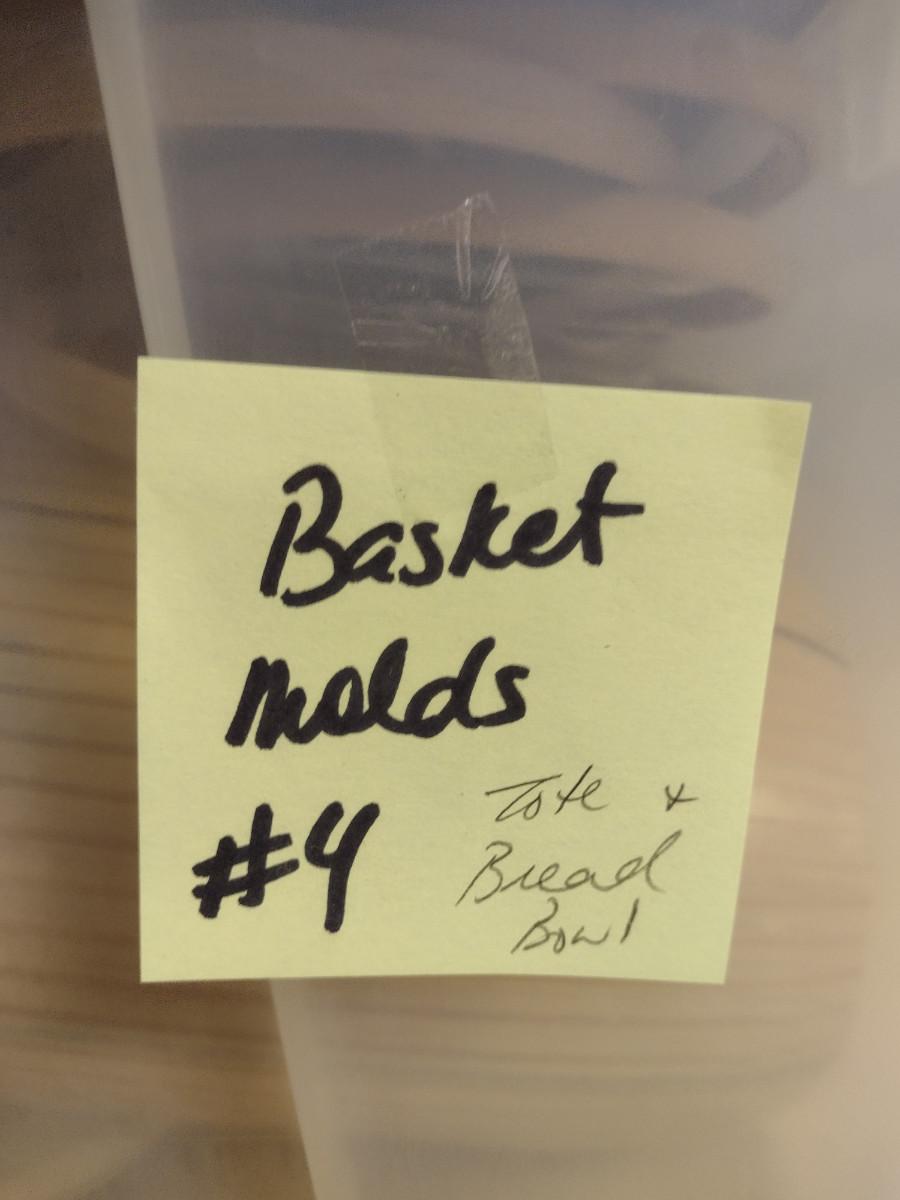 Basket
Molds
#4
Tote +
Bread
Bowl